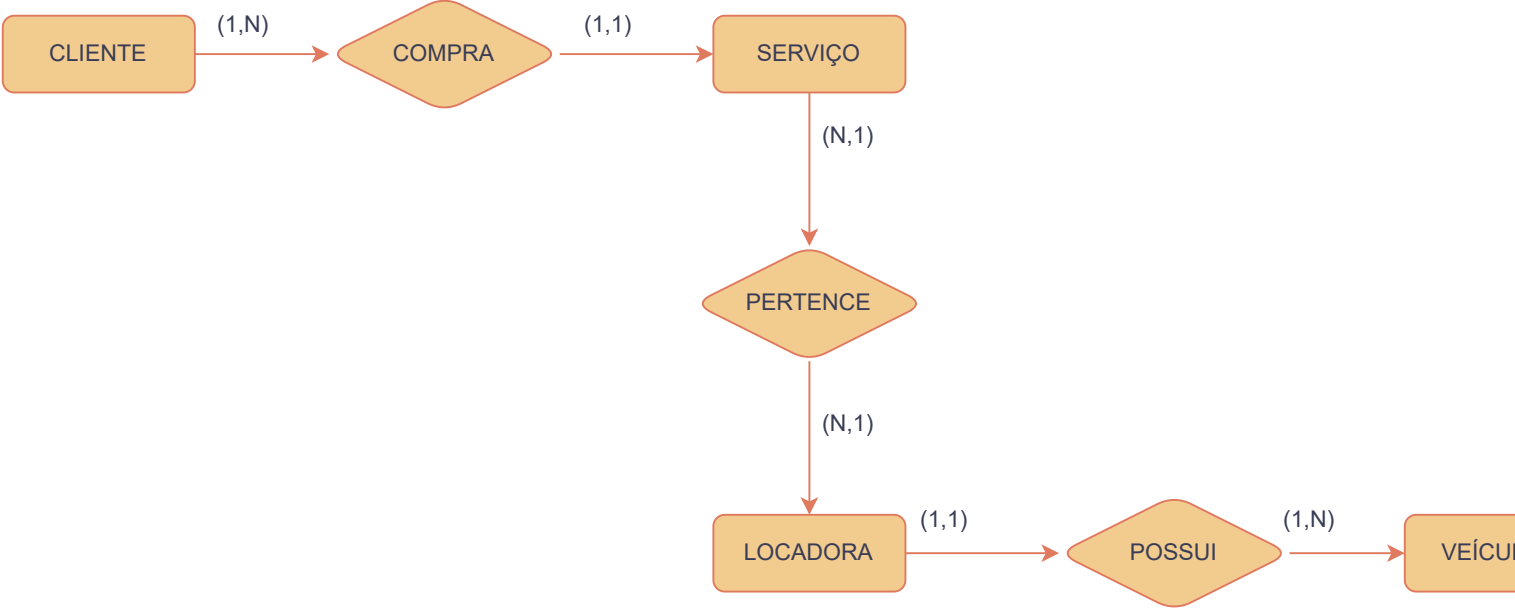 CLIENTE
(1,N)
COMPRA
(1,1)
SERVIÇO
(N,1)
PERTENCE
(N,1)
LOCADORA
(1,1)
POSSUI
(1,N)